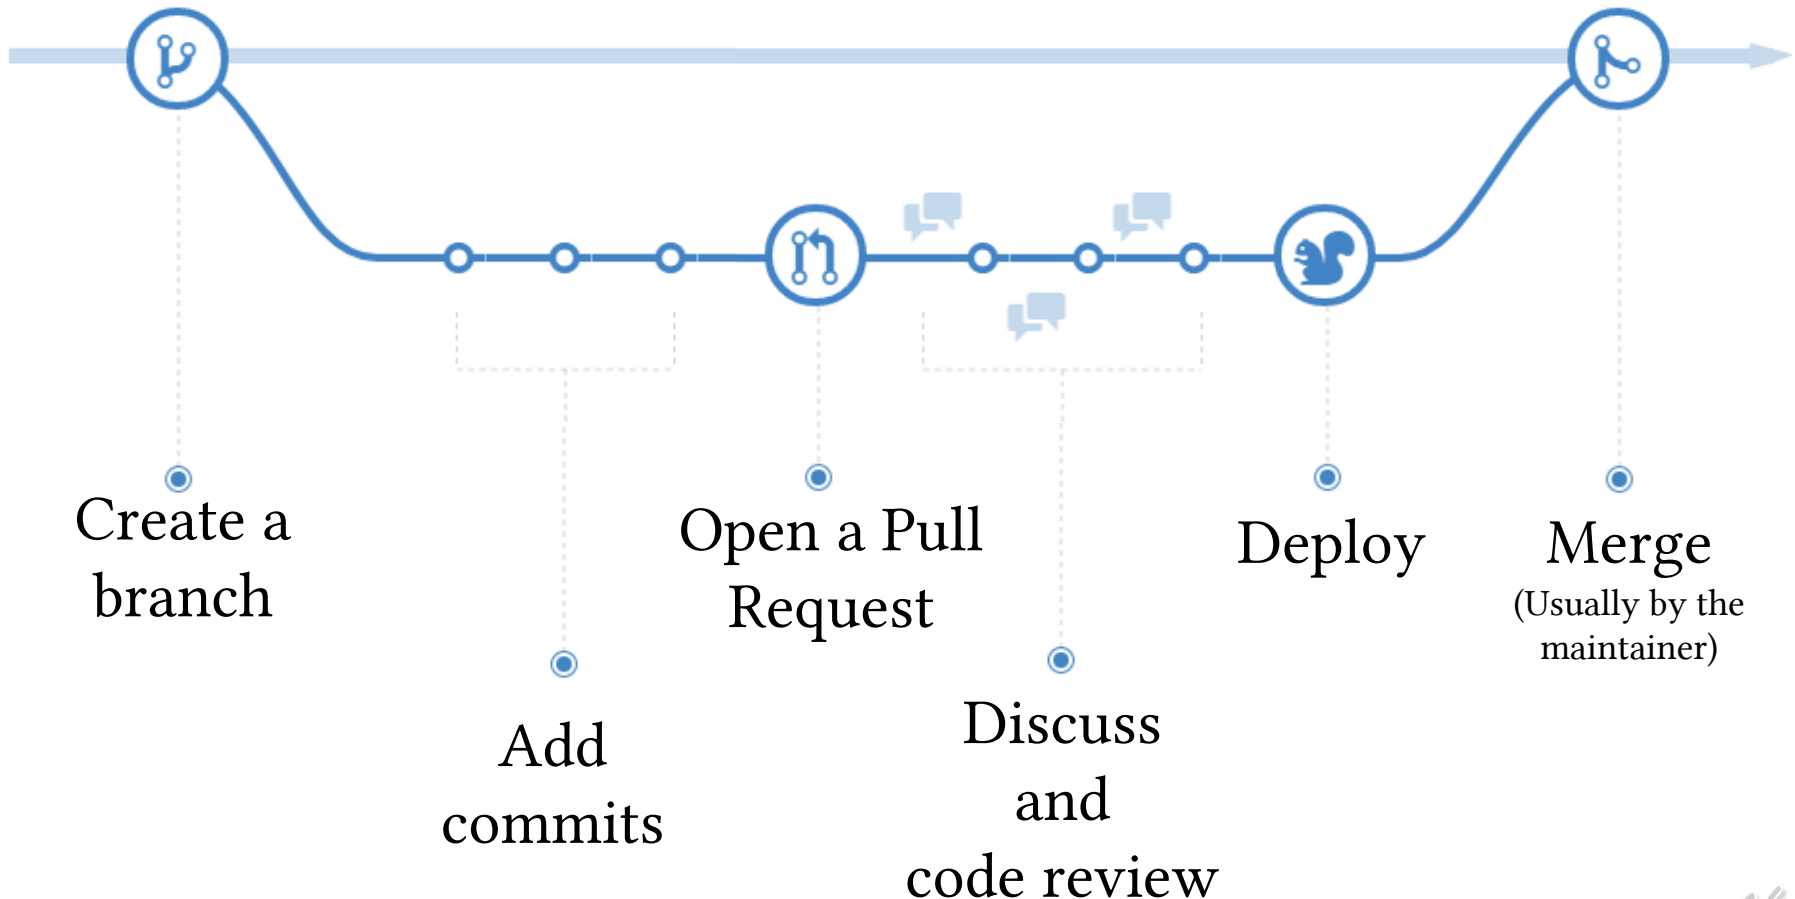 Create a
branch
Add
commits
Open a Pull
Request
Discuss
and
code review
Deploy
Merge
(Usually by the
maintainer)